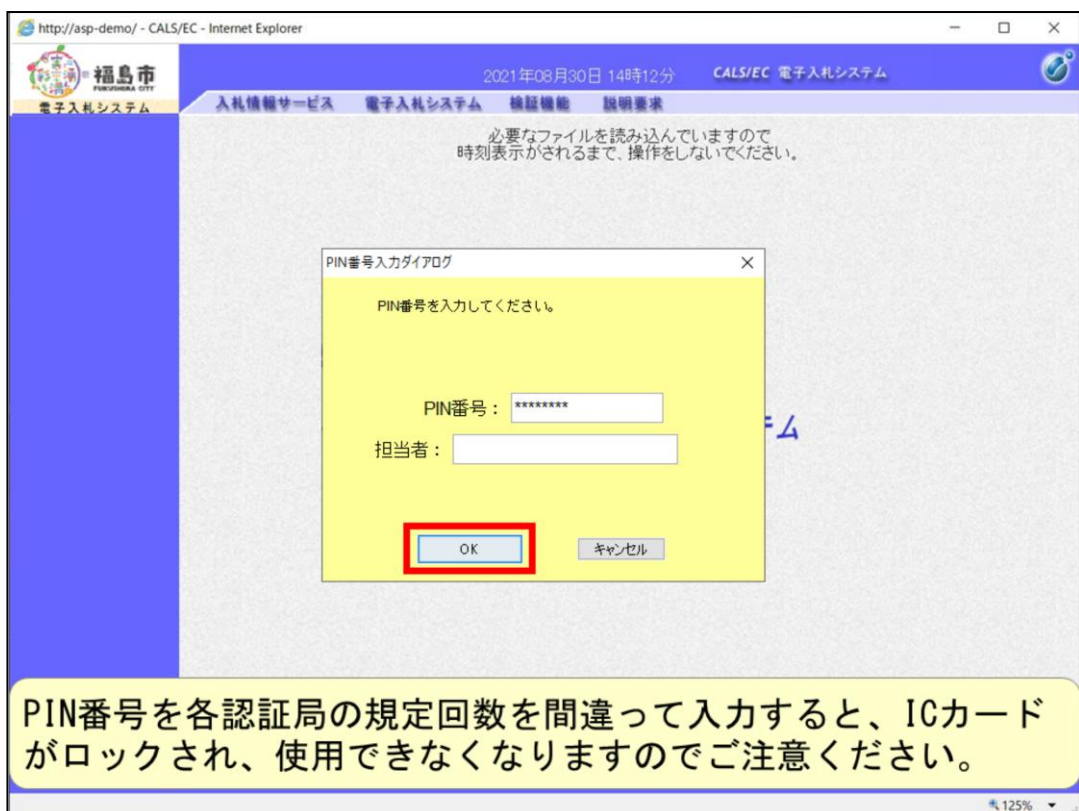 http://asp-demo/ - CALS/EC - Internet Explorer
福島市
FUKUSHIMA CITY
電子入札システム
2021年08月30日 14時12分
CALS/EC 電子入札システム
入札情報サービス 電子入札システム 検証機能 説明要求
必要なファイルを読み込んでいますので
時刻表示がされるまで、操作をしないでください。
PIN番号入力ダイアログ
PIN番号を入力してください。
PIN番号： ********
担当者：
OK キャンセル
PIN番号を各認証局の規定回数を間違って入力すると、ICカード
がロックされ、使用できなくなりますのでご注意ください。
125%